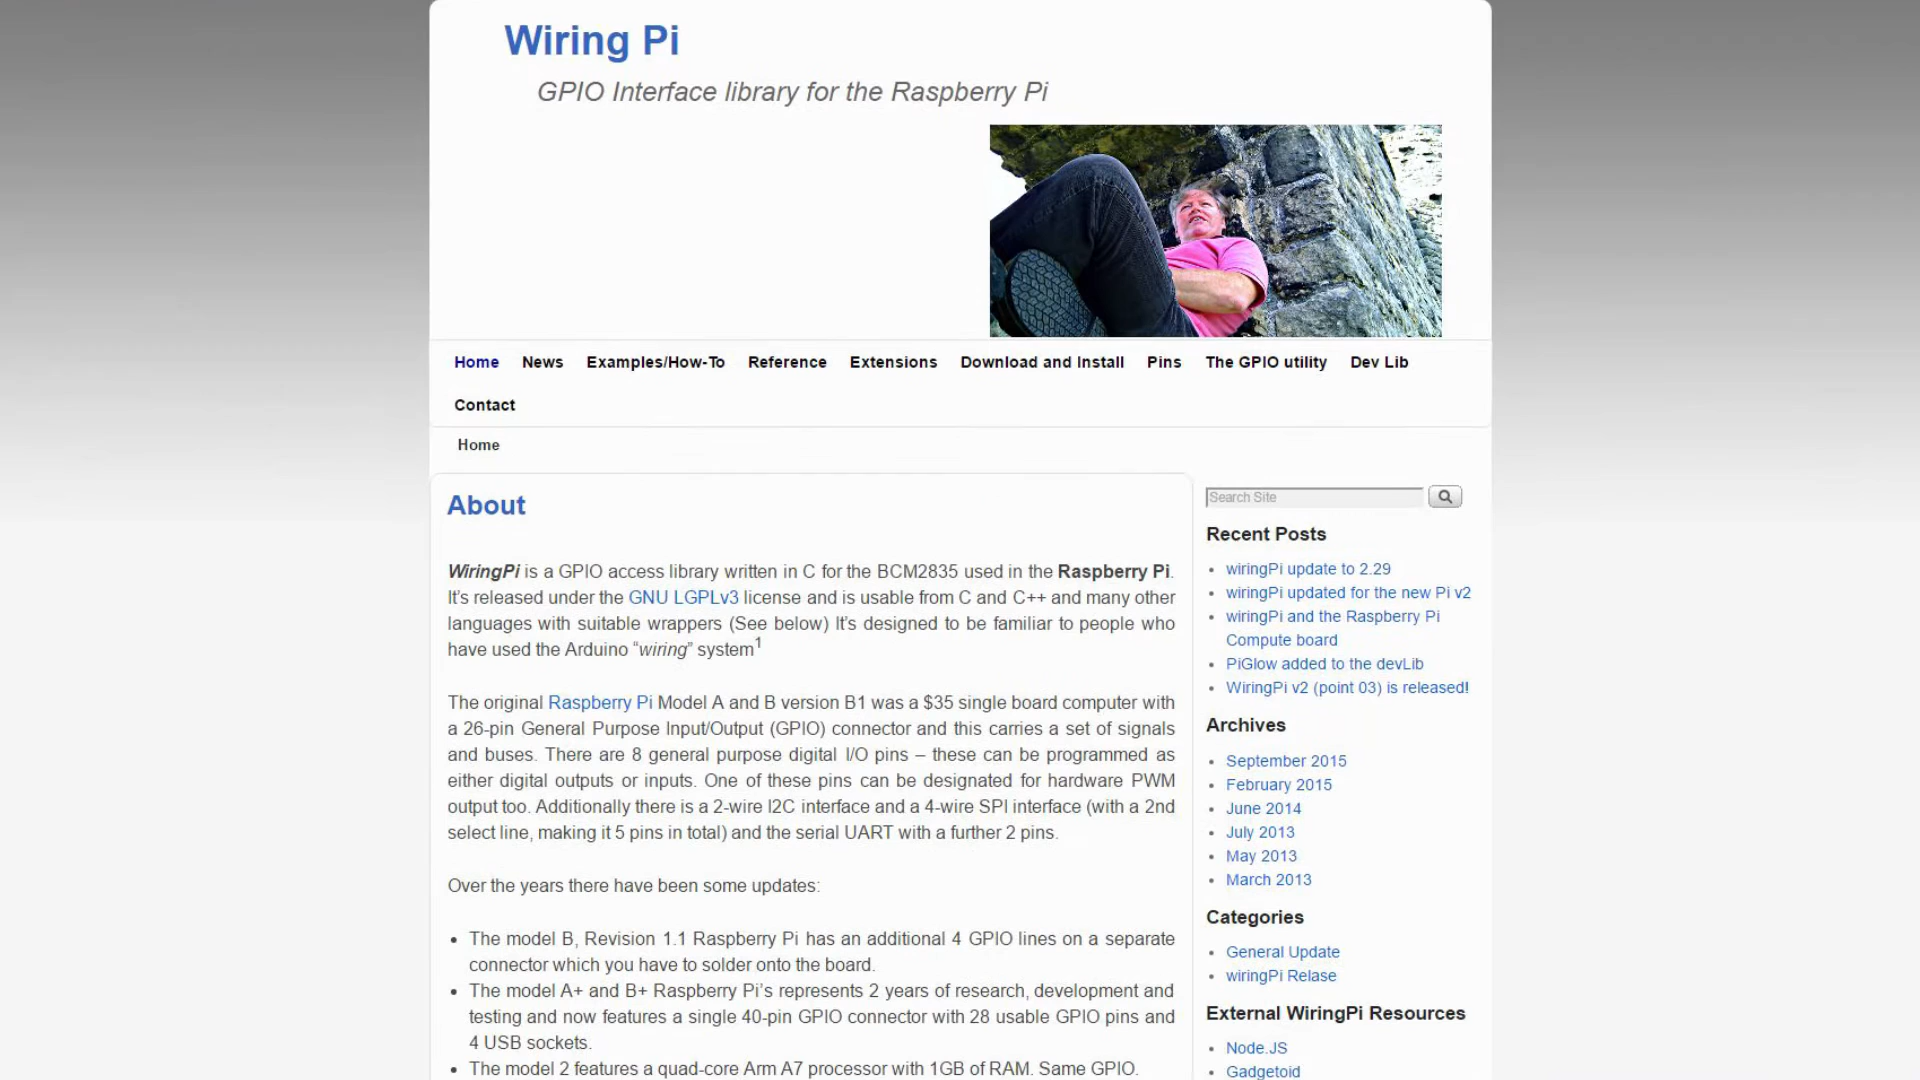 Wiring Pi
GPIO Interface library for the Raspberry Pi
Home News Examples/How-To Reference Extensions Download and Install Pins The GPIO utility Dev Lib
Contact
Home
About
WiringPi is a GPIO access library written in C for the BCM2835 used in the Raspberry Pi.
It’s released under the GNU LGPLv3 license and is usable from C and C++ and many other
languages with suitable wrappers (See below) It’s designed to be familiar to people who
have used the Arduino “wiring” system1
The original Raspberry Pi Model A and B version B1 was a $35 single board computer with
a 26-pin General Purpose Input/Output (GPIO) connector and this carries a set of signals
and buses. There are 8 general purpose digital I/O pins – these can be programmed as
either digital outputs or inputs. One of these pins can be designated for hardware PWM
output too. Additionally there is a 2-wire I2C interface and a 4-wire SPI interface (with a 2nd
select line, making it 5 pins in total) and the serial UART with a further 2 pins.
Over the years there have been some updates:
• The model B, Revision 1.1 Raspberry Pi has an additional 4 GPIO lines on a separate
connector which you have to solder onto the board.
• The model A+ and B+ Raspberry Pi’s represents 2 years of research, development and
testing and now features a single 40-pin GPIO connector with 28 usable GPIO pins and
4 USB sockets.
• The model 2 features a quad-core Arm A7 processor with 1GB of RAM. Same GPIO.
Search Site
Recent Posts
• wiringPi update to 2.29
• wiringPi updated for the new Pi v2
• wiringPi and the Raspberry Pi
Compute board
• PiGlow added to the devLib
• WiringPi v2 (point 03) is released!
Archives
• September 2015
• February 2015
• June 2014
• July 2013
• May 2013
• March 2013
Categories
• General Update
• wiringPi Relase
External WiringPi Resources
• Node.JS
• Gadgetoid